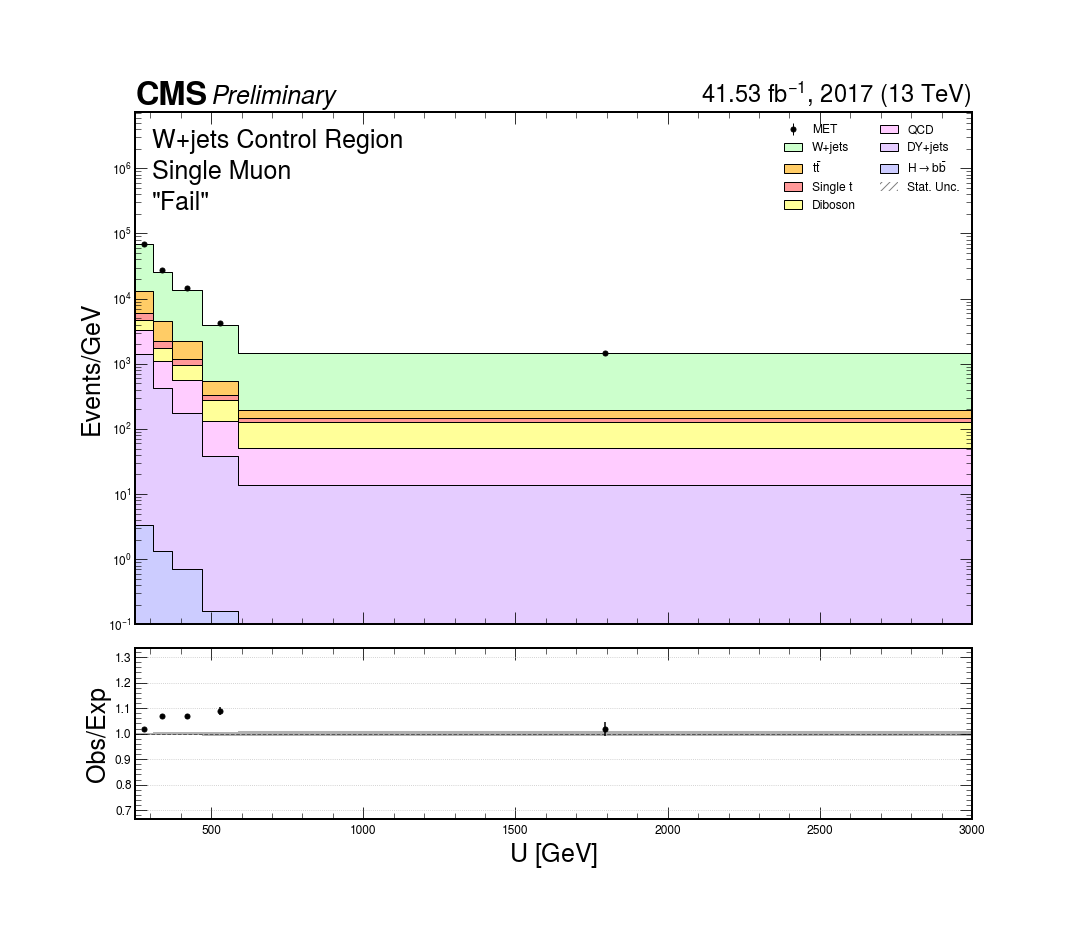 CMS Preliminary 41.53 fb⁻¹, 2017 (13 TeV)
W+jets Control Region
Single Muon
"Fail"
MET
W+jets
tt̄
Single t
Diboson
QCD
DY+jets
H→bb̄
Stat. Unc.
Events/GeV
10⁶
10⁵
10⁴
10³
10²
10¹
10⁰
10⁻¹
Obs/Exp
1.3
1.2
1.1
1.0
0.9
0.8
0.7
500 1000 1500 2000 2500 3000
U [GeV]